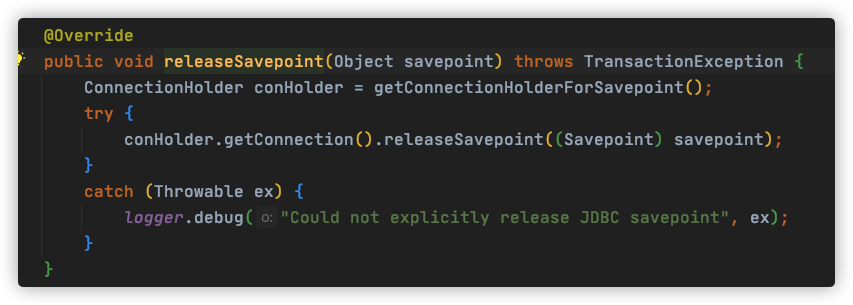 @Override
public void releaseSavepoint(Object savepoint) throws TransactionException {
    ConnectionHolder conHolder = getConnectionHolderForSavepoint();
    try {
        conHolder.getConnection().releaseSavepoint((Savepoint) savepoint);
    }
    catch (Throwable ex) {
        logger.debug( o: "Could not explicitly release JDBC savepoint", ex);
    }
}